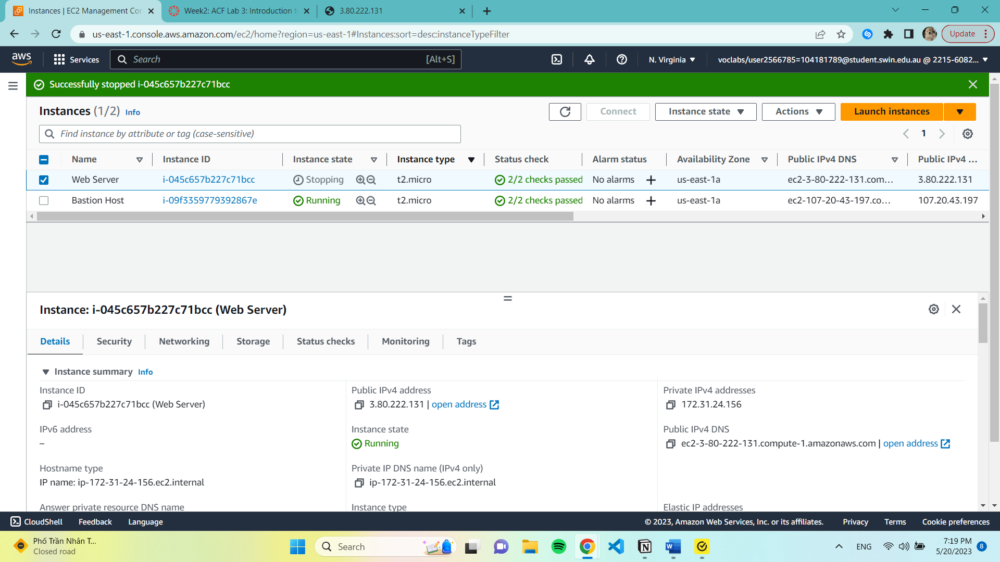 Instances | EC2 Management Con
Week2: ACF Lab 3: Introduction to
3.80.222.131
us-east-1.console.aws.amazon.com/ec2/home?region=us-east-1#Instances:sort=desc:instanceTypeFilter
Update
aws
Services
Search
[Alt+S]
N. Virginia
voclabs/user2566785=104181789@student.swin.edu.au @ 2215-6082...
Successfully stopped i-045c657b227c71bcc
Instances (1/2) Info
Connect
Instance state
Actions
Launch instances
Find instance by attribute or tag (case-sensitive)
1
Name Instance ID Instance state Instance type Status check Alarm status Availability Zone Public IPv4 DNS Public IPv4 ...
Web Server i-045c657b227c71bcc Stopping t2.micro 2/2 checks passed No alarms us-east-1a ec2-3-80-222-131.com... 3.80.222.131
Bastion Host i-09f3359779392867e Running t2.micro 2/2 checks passed No alarms us-east-1a ec2-107-20-43-197.co... 107.20.43.197
Instance: i-045c657b227c71bcc (Web Server)
Details Security Networking Storage Status checks Monitoring Tags
Instance summary Info
Instance ID
i-045c657b227c71bcc (Web Server)
Public IPv4 address
3.80.222.131 | open address
Private IPv4 addresses
172.31.24.156
IPv6 address
–
Instance state
Running
Public IPv4 DNS
ec2-3-80-222-131.compute-1.amazonaws.com | open address
Hostname type
IP name: ip-172-31-24-156.ec2.internal
Private IP DNS name (IPv4 only)
ip-172-31-24-156.ec2.internal
Answer private resource DNS name
Instance type
Elastic IP addresses
CloudShell Feedback Language
© 2023, Amazon Web Services, Inc. or its affiliates. Privacy Terms Cookie preferences
Phố Trần Nhân T...
Closed road
Search
ENG
7:19 PM
5/20/2023
8